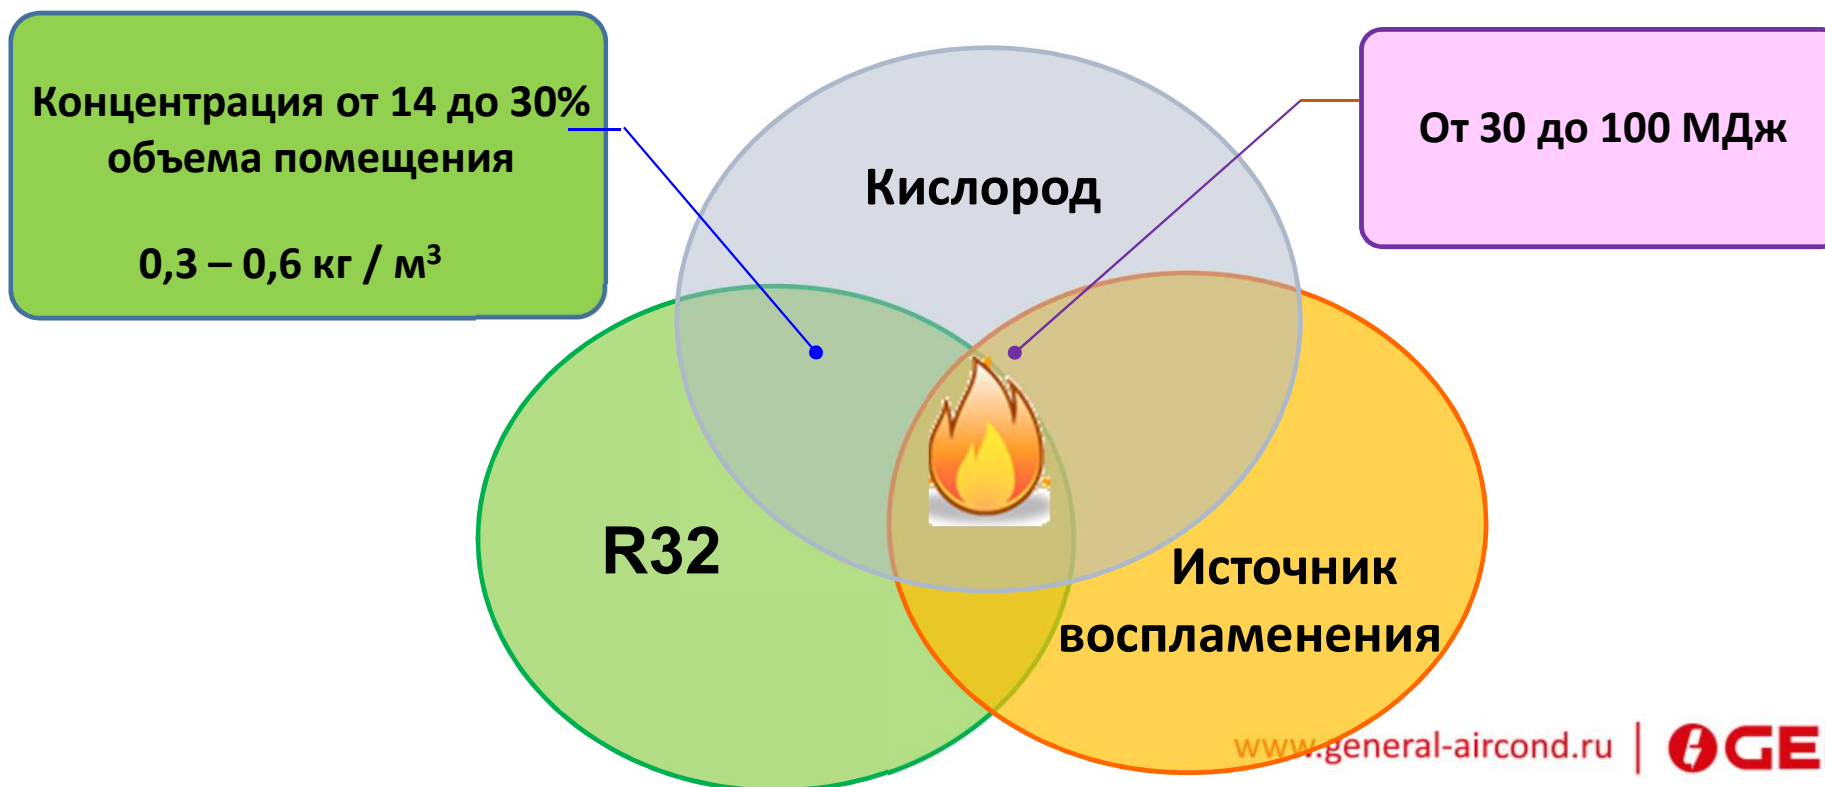 Концентрация от 14 до 30%
объема помещения
0,3 – 0,6 кг / м³
Кислород
От 30 до 100 МДж
R32
Источник
воспламенения
www.general-aircond.ru | GE